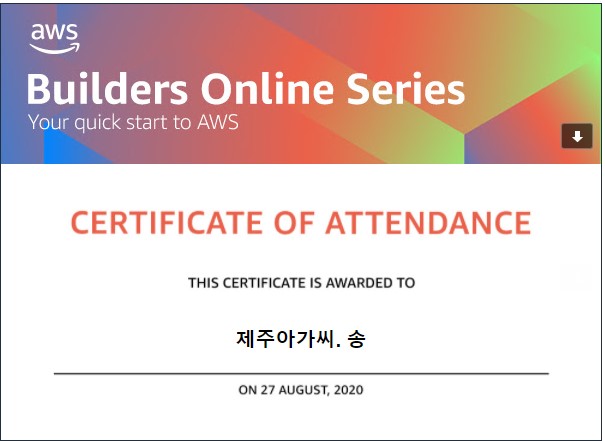 aws
Builders Online Series
Your quick start to AWS
CERTIFICATE OF ATTENDANCE
THIS CERTIFICATE IS AWARDED TO
제주아가씨. 송
ON 27 AUGUST, 2020